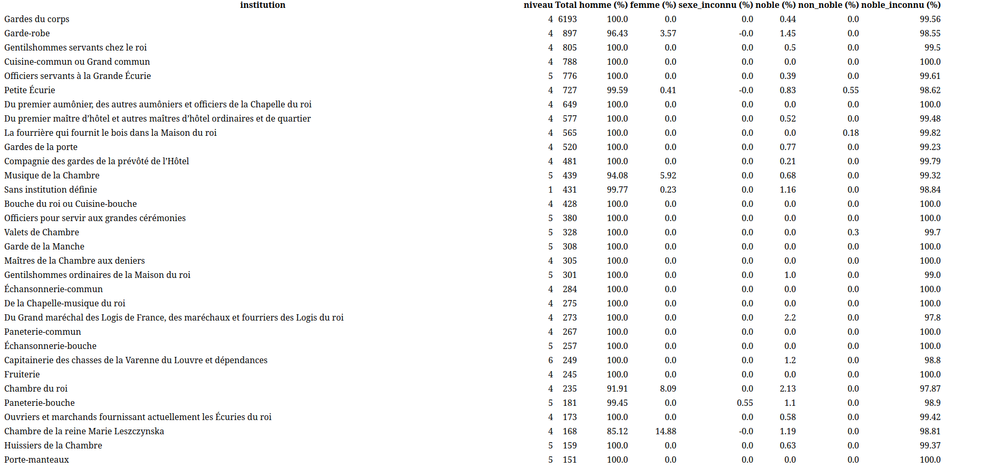 institution niveau Total homme (%) femme (%) sexe_inconnu (%) noble (%) non_noble (%) noble_inconnu (%)
Gardes du corps 4 6193 100.0 0.0 0.0 0.44 0.0 99.56
Garde-robe 4 897 96.43 3.57 -0.0 1.45 0.0 98.55
Gentilshommes servants chez le roi 4 805 100.0 0.0 0.0 0.5 0.0 99.5
Cuisine-commun ou Grand commun 4 788 100.0 0.0 0.0 0.0 0.0 100.0
Officiers servants à la Grande Écurie 5 776 100.0 0.0 0.0 0.39 0.0 99.61
Petite Écurie 4 727 99.59 0.41 -0.0 0.83 0.55 98.62
Du premier aumônier, des autres aumôniers et officiers de la Chapelle du roi 4 649 100.0 0.0 0.0 0.0 0.0 100.0
Du premier maître d’hôtel et autres maîtres d’hôtel ordinaires et de quartier 4 577 100.0 0.0 0.0 0.52 0.0 99.48
La fourrière qui fournit le bois dans la Maison du roi 4 565 100.0 0.0 0.0 0.0 0.18 99.82
Gardes de la porte 4 520 100.0 0.0 0.0 0.77 0.0 99.23
Compagnie des gardes de la prévôté de l’Hôtel 4 481 100.0 0.0 0.0 0.21 0.0 99.79
Musique de la Chambre 5 439 94.08 5.92 0.0 0.68 0.0 99.32
Sans institution définie 1 431 99.77 0.23 0.0 1.16 0.0 98.84
Bouche du roi ou Cuisine-bouche 4 428 100.0 0.0 0.0 0.0 0.0 100.0
Officiers pour servir aux grandes cérémonies 5 380 100.0 0.0 0.0 0.0 0.0 100.0
Valets de Chambre 5 328 100.0 0.0 0.0 0.0 0.3 99.7
Garde de la Manche 5 308 100.0 0.0 0.0 0.0 0.0 100.0
Maîtres de la Chambre aux deniers 4 305 100.0 0.0 0.0 0.0 0.0 100.0
Gentilshommes ordinaires de la Maison du roi 5 301 100.0 0.0 0.0 1.0 0.0 99.0
Échansonnerie-commun 4 284 100.0 0.0 0.0 0.0 0.0 100.0
De la Chapelle-musique du roi 4 275 100.0 0.0 0.0 0.0 0.0 100.0
Du Grand maréchal des Logis de France, des maréchaux et fourriers des Logis du roi 4 273 100.0 0.0 0.0 2.2 0.0 97.8
Paneterie-commun 4 267 100.0 0.0 0.0 0.0 0.0 100.0
Échansonnerie-bouche 5 257 100.0 0.0 0.0 0.0 0.0 100.0
Capitainerie des chasses de la Varenne du Louvre et dépendances 6 249 100.0 0.0 0.0 1.2 0.0 98.8
Fruiterie 4 245 100.0 0.0 0.0 0.0 0.0 100.0
Chambre du roi 4 235 91.91 8.09 0.0 2.13 0.0 97.87
Paneterie-bouche 5 181 99.45 0.0 0.55 1.1 0.0 98.9
Ouvriers et marchands fournissant actuellement les Écuries du roi 4 173 100.0 0.0 0.0 0.58 0.0 99.42
Chambre de la reine Marie Leszczynska 4 168 85.12 14.88 -0.0 1.19 0.0 98.81
Huissiers de la Chambre 5 159 100.0 0.0 0.0 0.63 0.0 99.37
Porte-manteaux 5 151 100.0 0.0 0.0 0.0 0.0 100.0